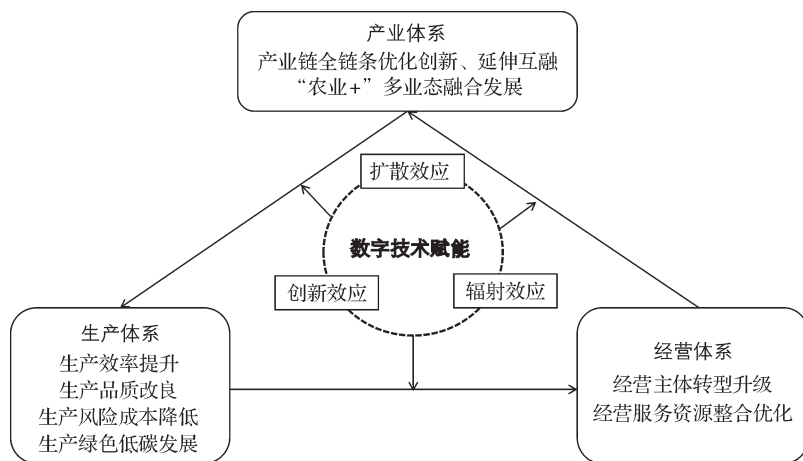 产业体系
产业链全链条优化创新、延伸互融
“农业+”多业态融合发展
扩散效应
数字技术赋能
创新效应
辐射效应
生产体系
生产效率提升
生产品质改良
生产风险成本降低
生产绿色低碳发展
经营体系
经营主体转型升级
经营服务资源整合优化